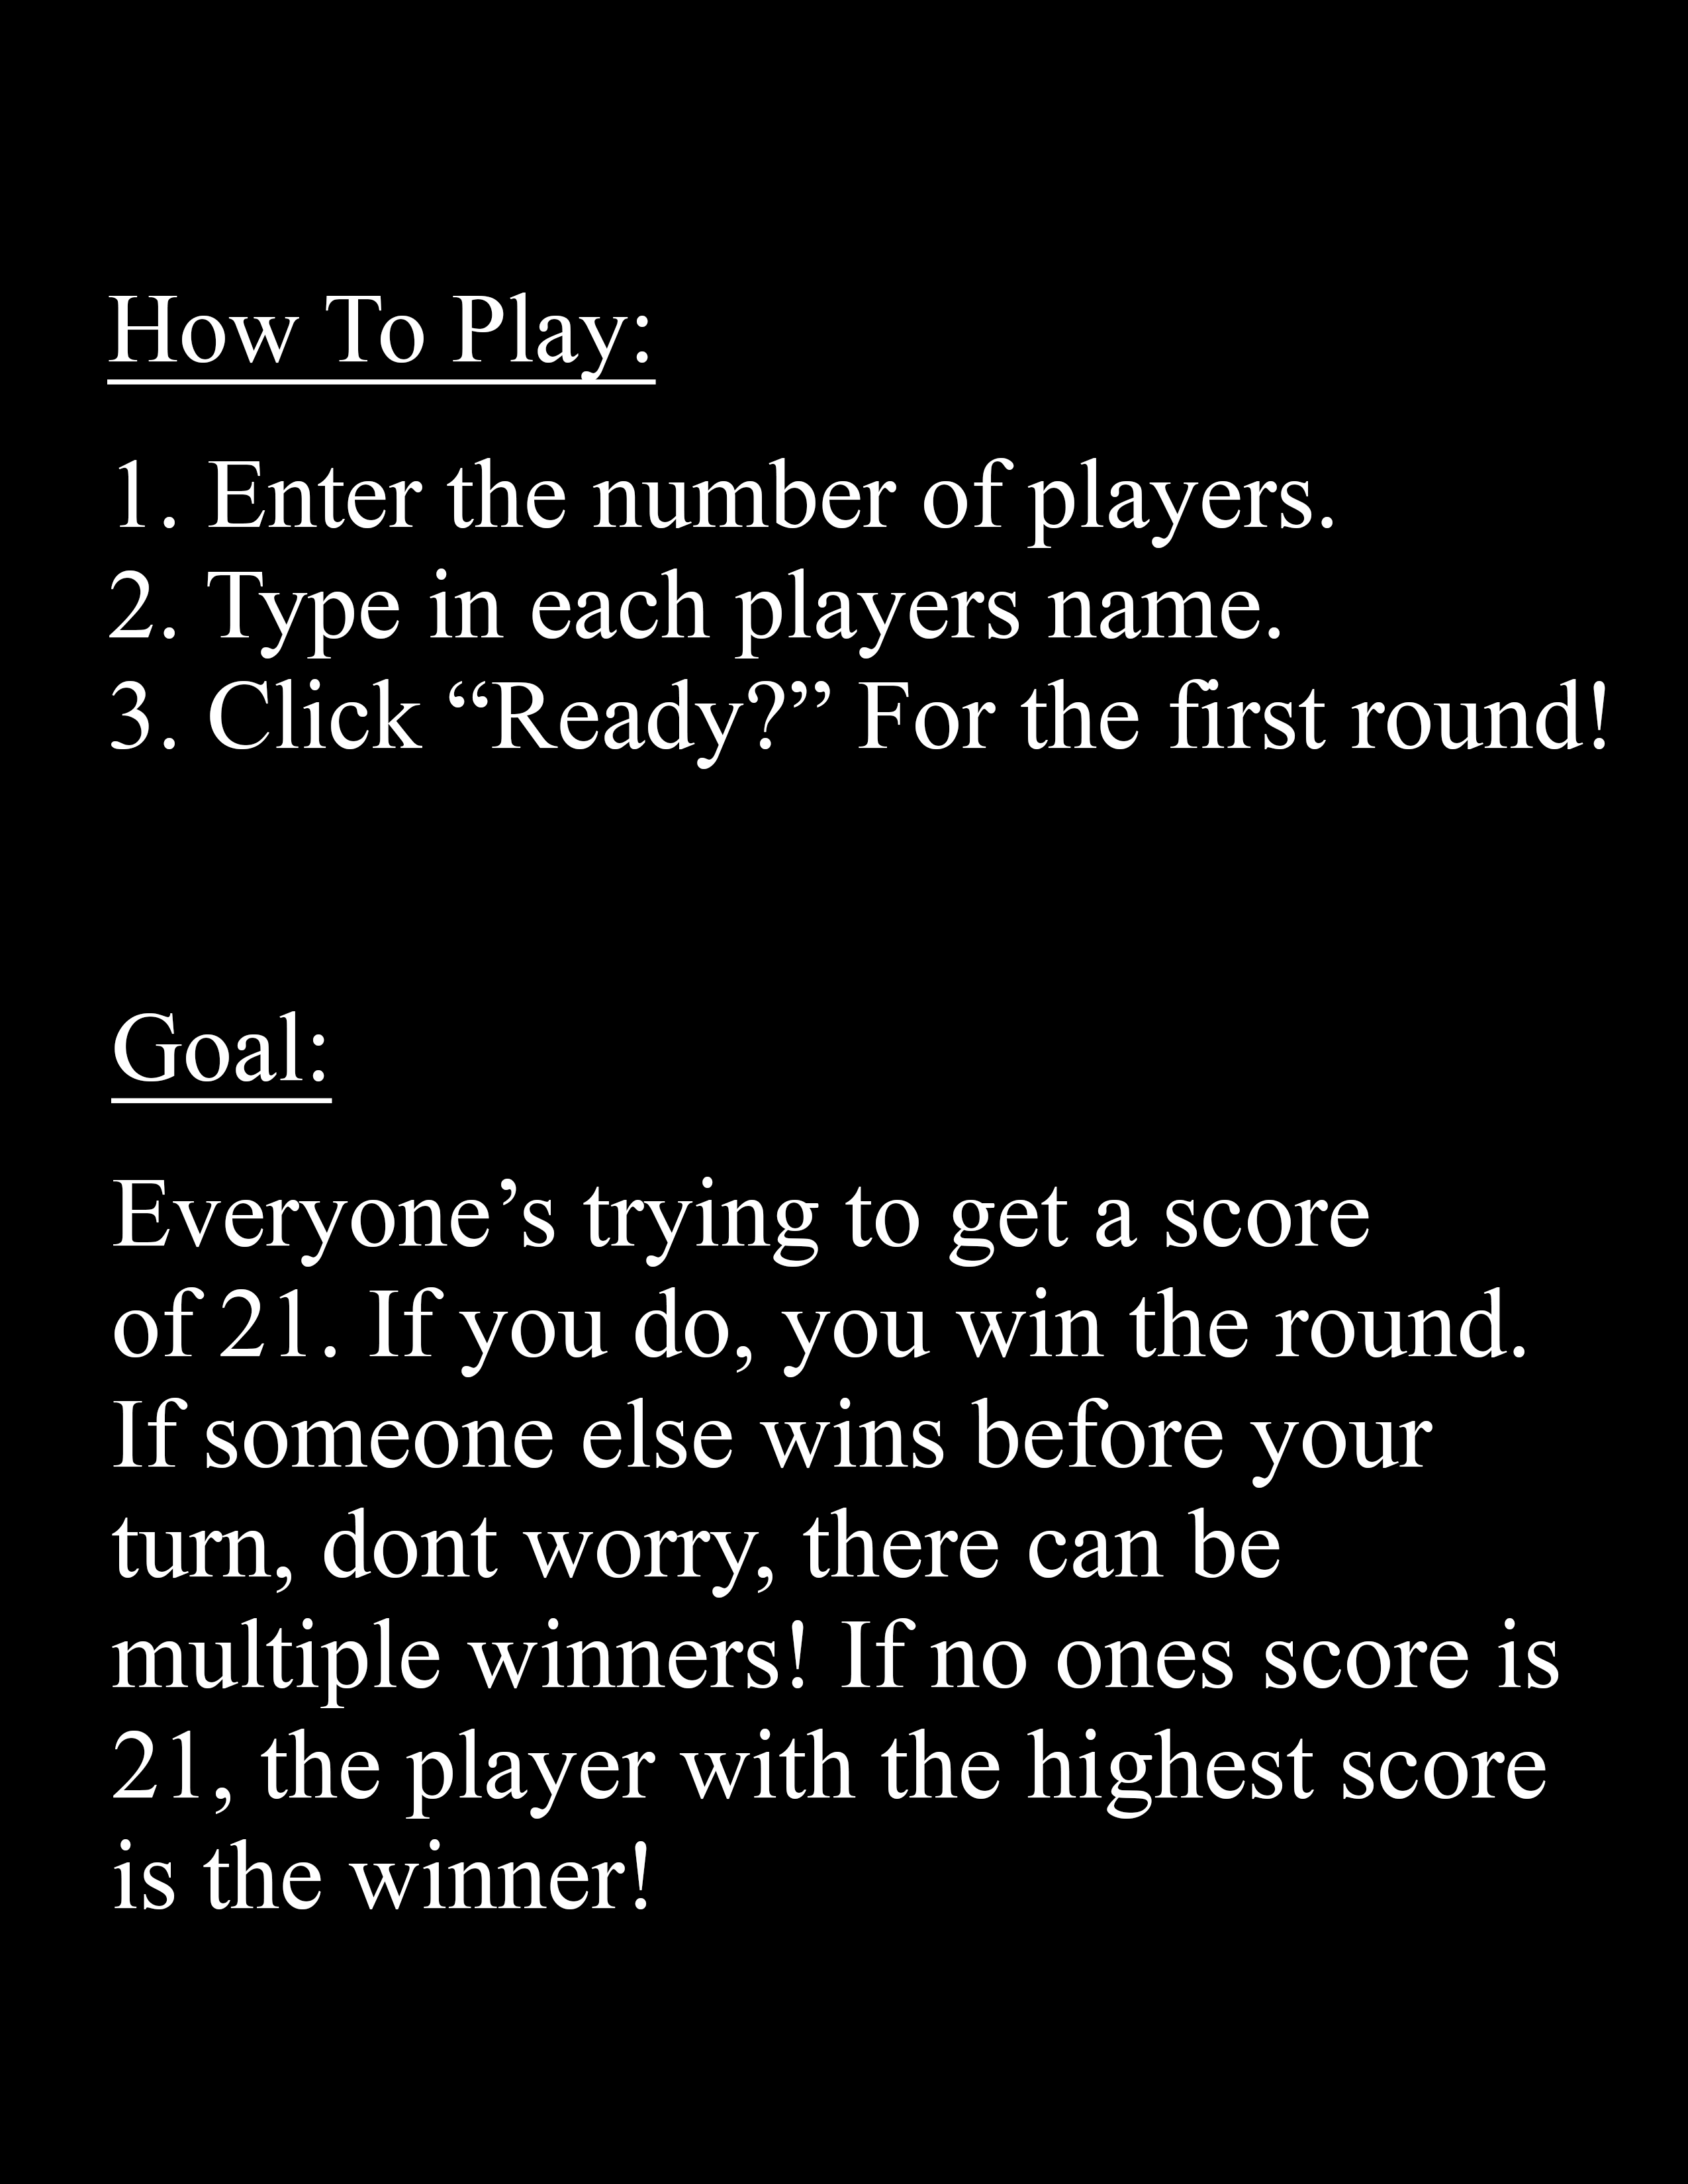 How To Play:
1. Enter the number of players.
2. Type in each players name.
3. Click “Ready?” For the first round!
Goal:
Everyone’s trying to get a score
of 21. If you do, you win the round.
If someone else wins before your
turn, dont worry, there can be
multiple winners! If no ones score is
21, the player with the highest score
is the winner!